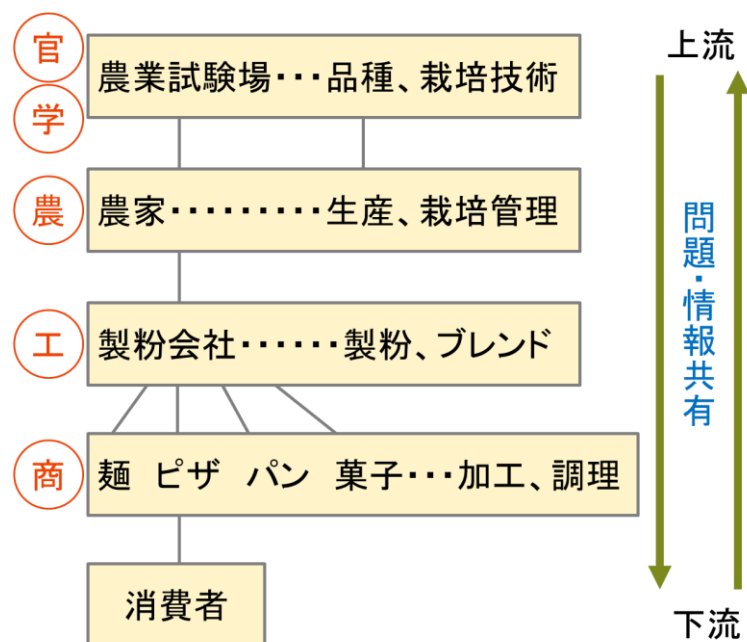 官
学
農業試験場・・・品種、栽培技術
上流
農
農家・・・・・・・・・生産、栽培管理
問題・情報共有
工
製粉会社・・・・・・製粉、ブレンド
商
麺 ピザ パン 菓子・・・加工、調理
消費者
下流